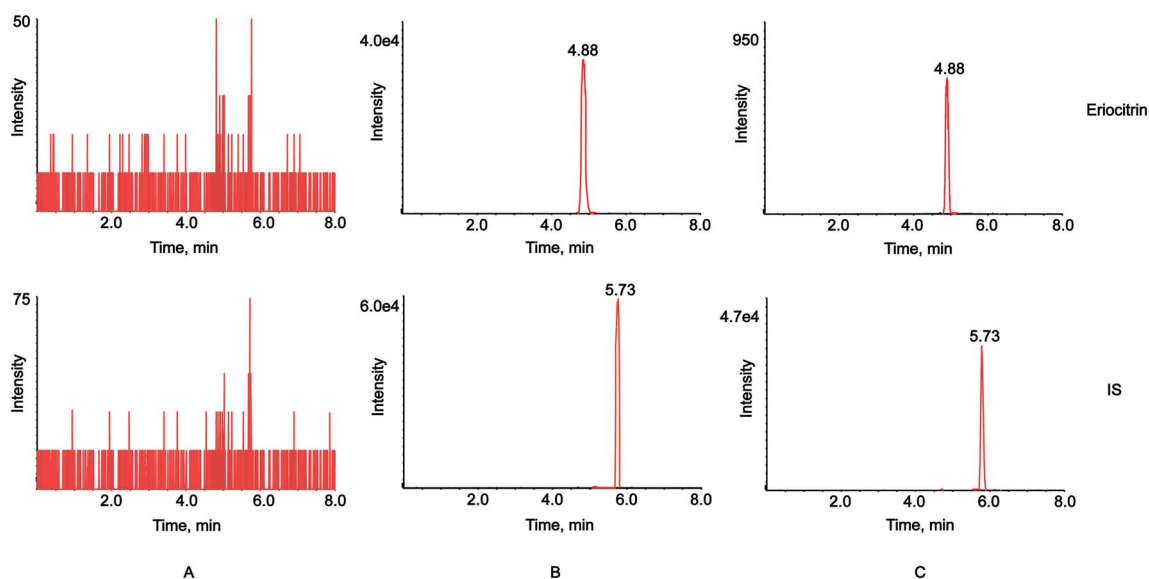 50
Intensity
2.0 4.0 6.0 8.0
Time, min
4.0e4
Intensity
4.88
2.0 4.0 6.0 8.0
Time, min
950
Intensity
4.88
2.0 4.0 6.0 8.0
Time, min
Eriocitrin
75
Intensity
2.0 4.0 6.0 8.0
Time, min
6.0e4
Intensity
5.73
2.0 4.0 6.0 8.0
Time, min
4.7e4
Intensity
5.73
2.0 4.0 6.0 8.0
Time, min
IS
A B C